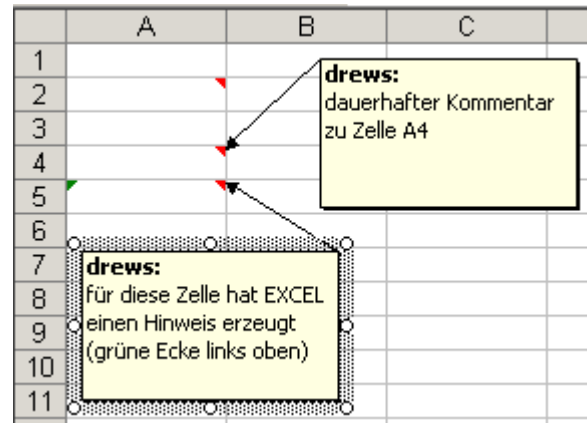 A B C
1
drews:
2
dauerhafter Kommentar
3
zu Zelle A4
4
5
6
7
drews:
8
für diese Zelle hat EXCEL
9
einen Hinweis erzeugt
10
(grüne Ecke links oben)
11